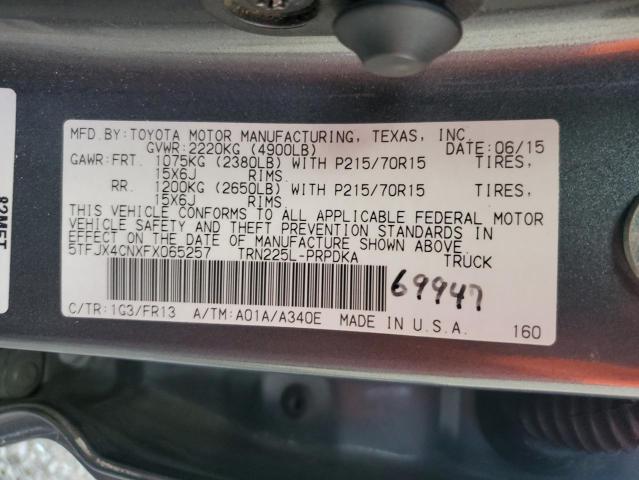 MFD.BY:TOYOTA MOTOR MANUFACTURING, TEXAS, INC.
GVWR:2220KG (4900LB) DATE:06/15
GAWR:FRT. 1075KG (2380LB) WITH P215/70R15 TIRES,
15X6J RIMS.
RR. 1200KG (2650LB) WITH P215/70R15 TIRES,
15X6J RIMS.
THIS VEHICLE CONFORMS TO ALL APPLICABLE FEDERAL MOTOR
VEHICLE SAFETY AND THEFT PREVENTION STANDARDS IN
EFFECT ON THE DATE OF MANUFACTURE SHOWN ABOVE.
5TFJX4CNXFX065257 TRN225L-PRPDKA TRUCK
69947
C/TR:1G3/FR13 A/TM:A01A/A340E MADE IN U.S.A. 160